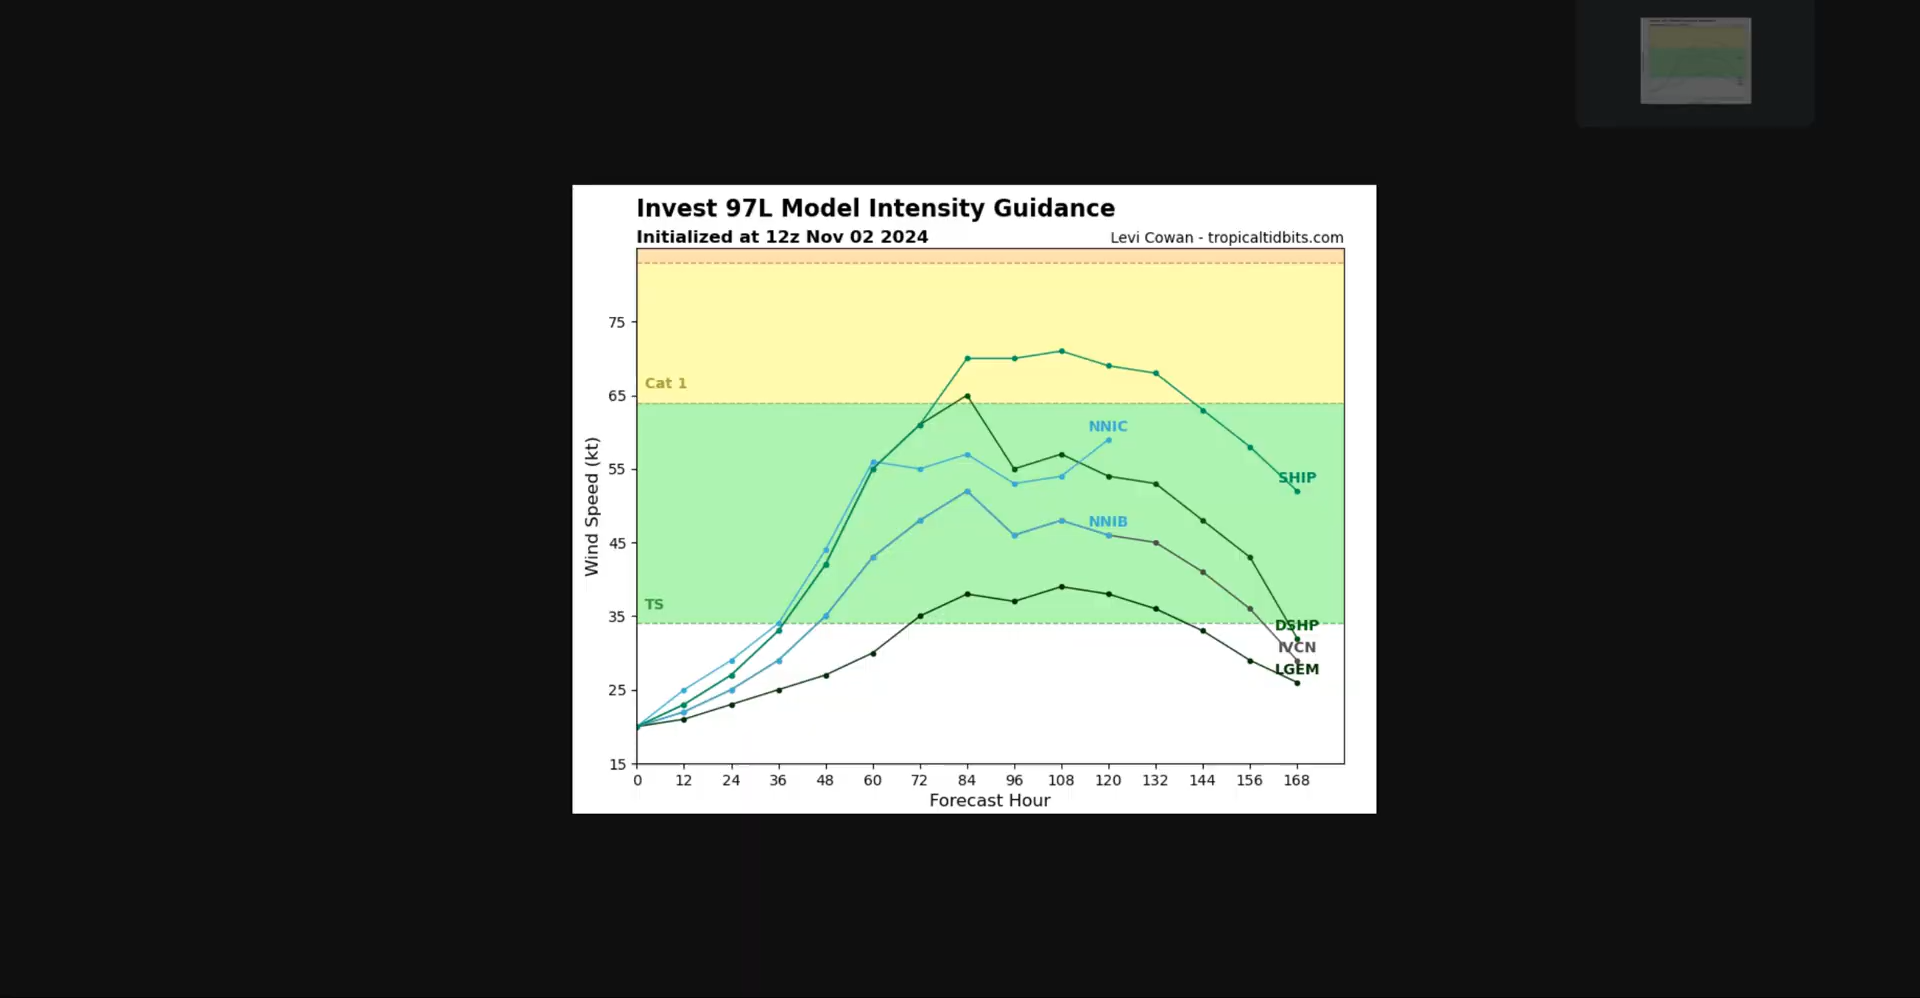 Invest 97L Model Intensity Guidance
Initialized at 12z Nov 02 2024
Levi Cowan - tropicaltidbits.com
75
Cat 1
65
NNIC
55
SHIP
NNIB
45
Wind Speed (kt)
TS
35
DSHP
IVCN
LGEM
25
15
0 12 24 36 48 60 72 84 96 108 120 132 144 156 168
Forecast Hour